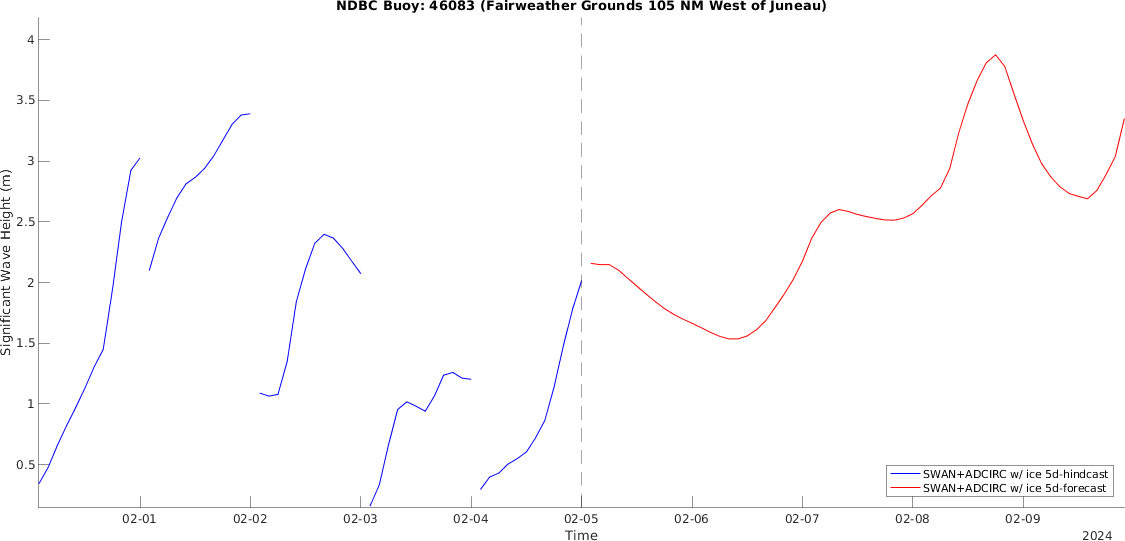 NDBC Buoy: 46083 (Fairweather Grounds 105 NM West of Juneau)
Significant Wave Height (m)
4
3.5
3
2.5
2
1.5
1
0.5
02-01 02-02 02-03 02-04 02-05 02-06 02-07 02-08 02-09
Time
2024
SWAN+ADCIRC w/ ice 5d-hindcast
SWAN+ADCIRC w/ ice 5d-forecast